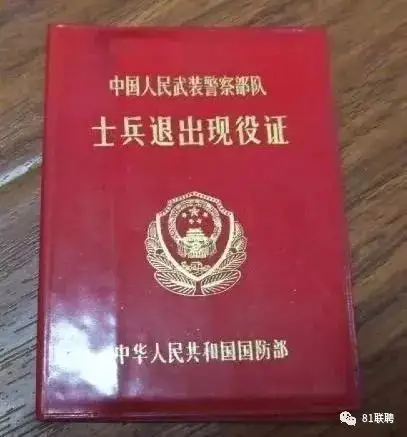 中国人民武装警察部队
士兵退出现役证
中华人民共和国国防部
81联聘